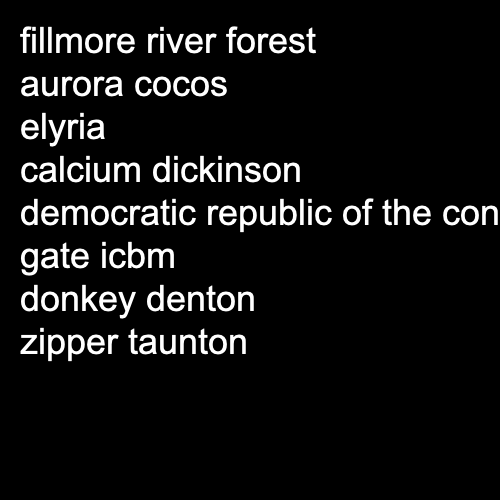 fillmore river forest
aurora cocos
elyria
calcium dickinson
democratic republic of the con
gate icbm
donkey denton
zipper taunton